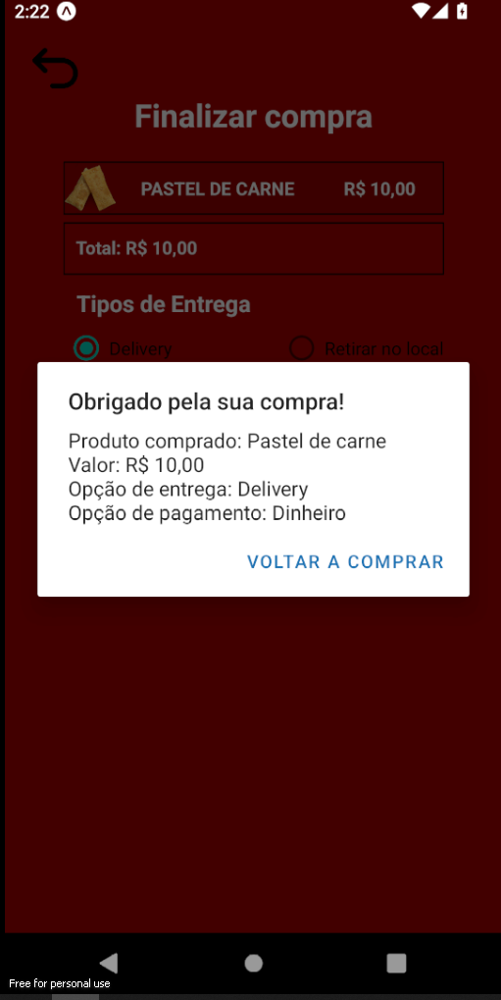 2:22
Finalizar compra
PASTEL DE CARNE R$ 10,00
Total: R$ 10,00
Tipos de Entrega
Delivery Retirar no local
Obrigado pela sua compra!
Produto comprado: Pastel de carne
Valor: R$ 10,00
Opção de entrega: Delivery
Opção de pagamento: Dinheiro
VOLTAR A COMPRAR
Free for personal use